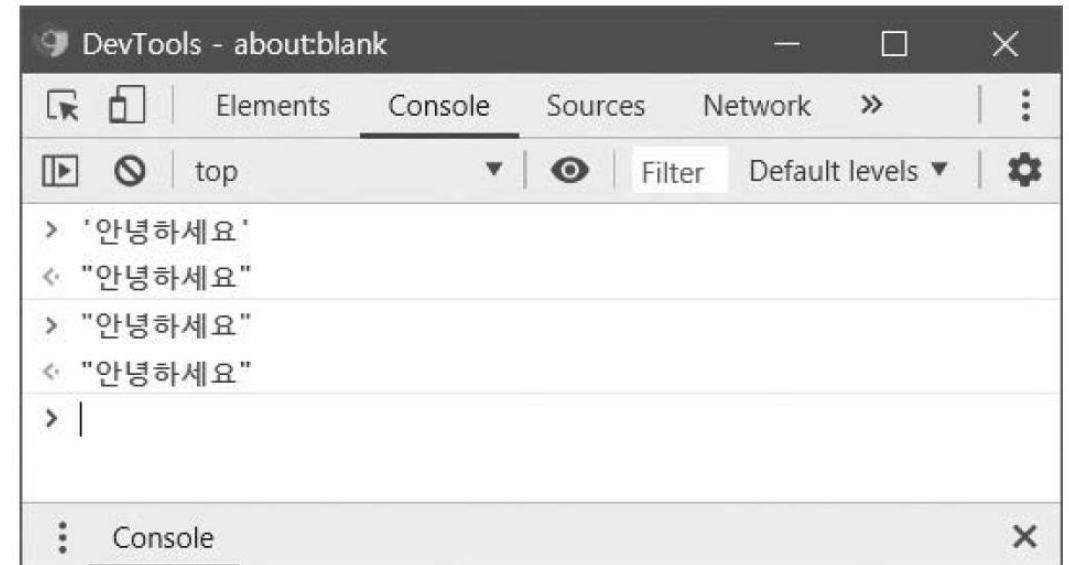 DevTools - about:blank
Elements Console Sources Network »
top Filter Default levels
> '안녕하세요'
<· "안녕하세요"
> "안녕하세요"
<· "안녕하세요"
>
Console